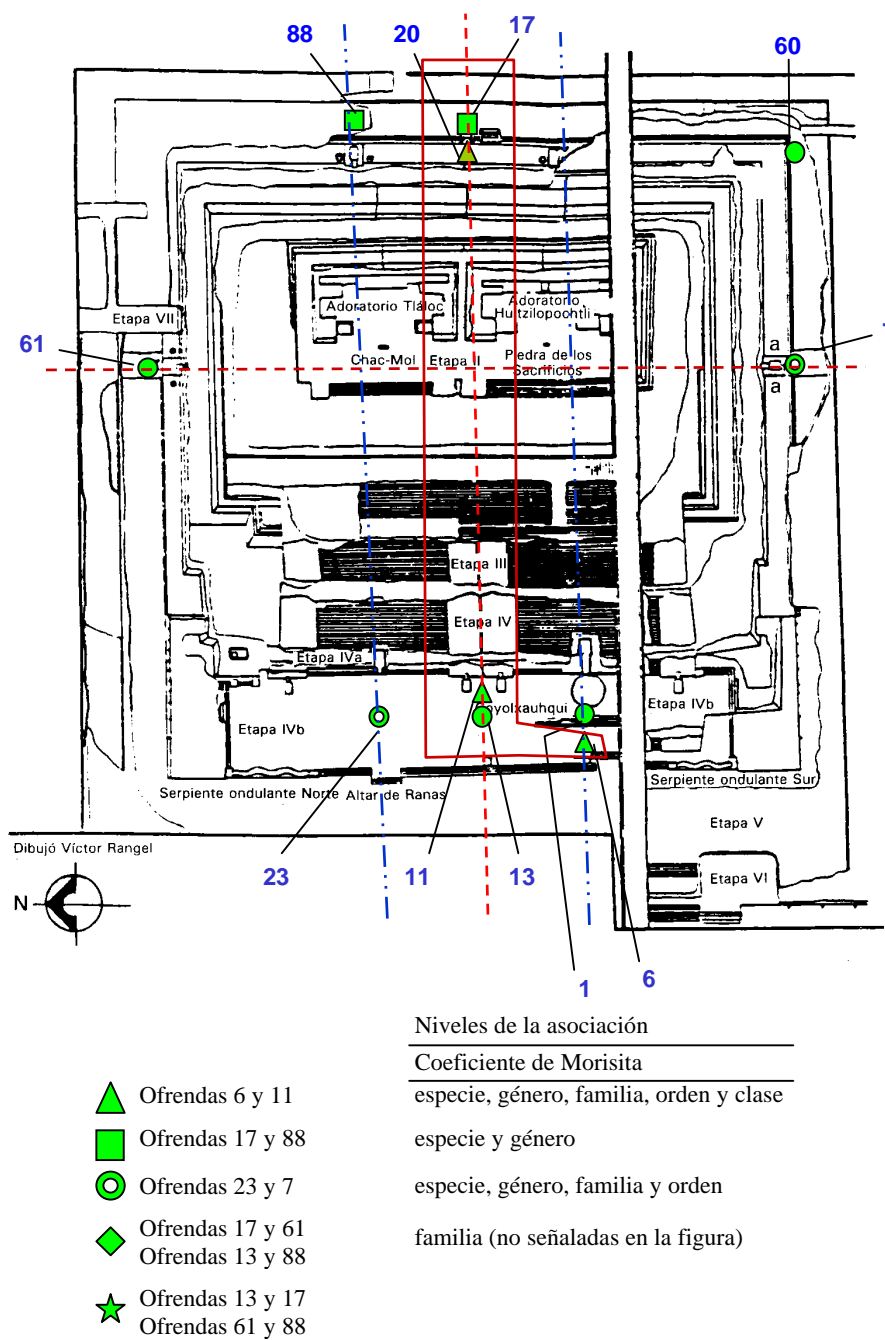 88
20
17
60
Adoratorio Tláloc
Adoratorio
Huitzilopochtli
Etapa VII
61
Chac-Mol
Etapa II
Piedra de los
Sacrificios
a
a
Etapa III
Etapa IV
Etapa IVa
Etapa IVb
oyolxauhqui
Etapa IVb
Serpiente ondulante Norte
Altar de Ranas
Serpiente ondulante Sur
Etapa V
Dibujó Víctor Rangel
Etapa VI
N
23
11
13
1
6
Niveles de la asociación
Coeficiente de Morisita
Ofrendas 6 y 11
especie, género, familia, orden y clase
Ofrendas 17 y 88
especie y género
Ofrendas 23 y 7
especie, género, familia y orden
Ofrendas 17 y 61
Ofrendas 13 y 88
familia (no señaladas en la figura)
Ofrendas 13 y 17
Ofrendas 61 y 88